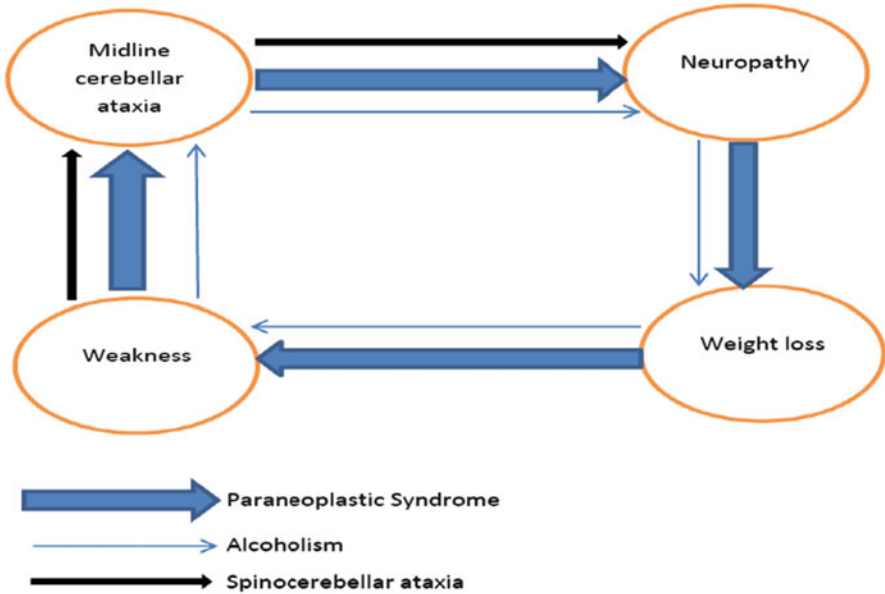 Midline
cerebellar
ataxia
Neuropathy
Weakness
Weight loss
Paraneoplastic Syndrome
Alcoholism
Spinocerebellar ataxia